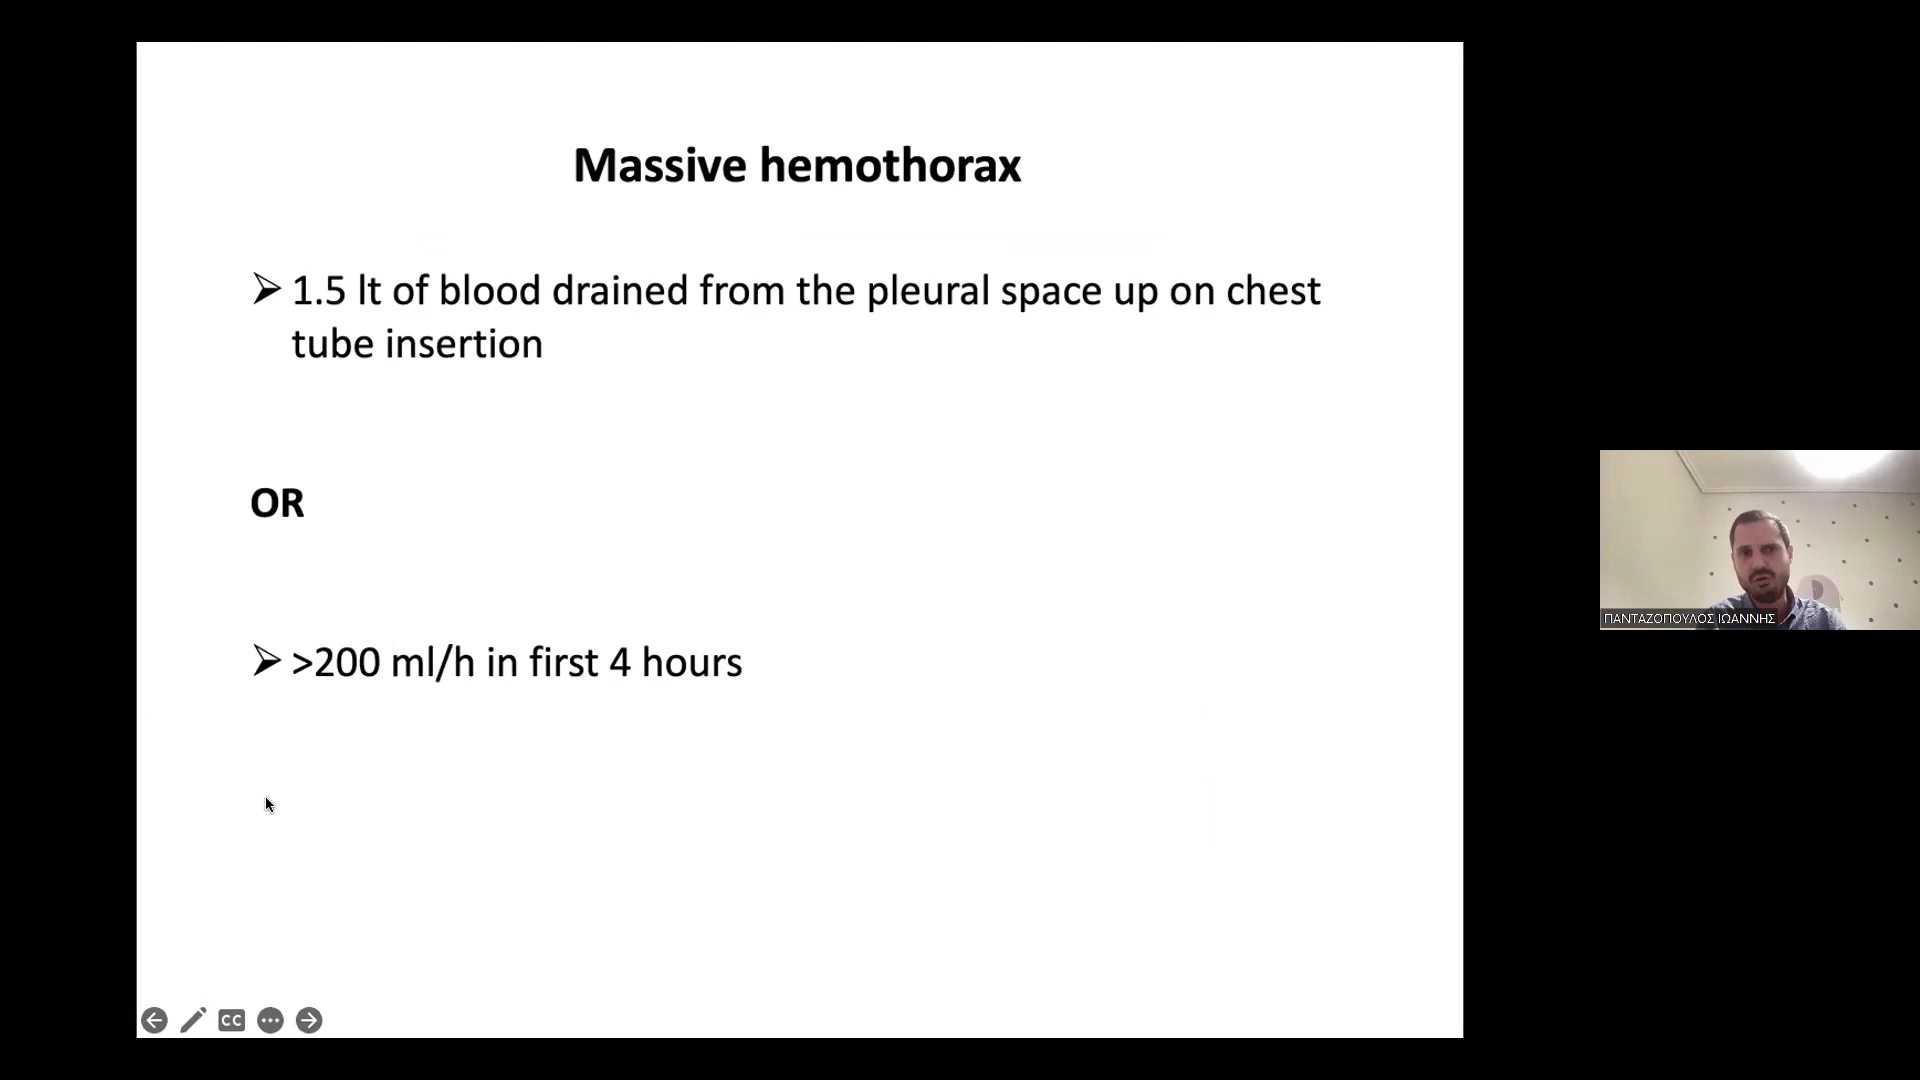 Massive hemothorax
➢ 1.5 lt of blood drained from the pleural space up on chest
tube insertion
OR
➢ >200 ml/h in first 4 hours
ΠΑΝΤΑΖΟΠΟΥΛΟΣ ΙΩΑΝΝΗΣ
CC